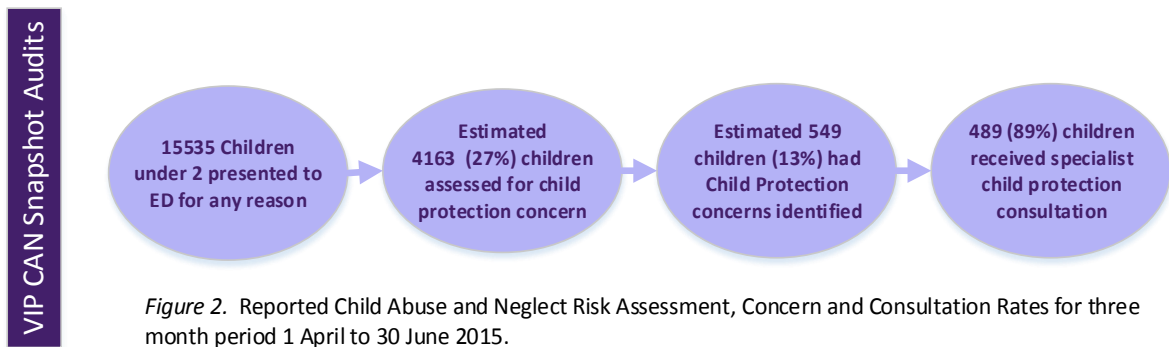 VIP CAN Snapshot Audits
15535 Children
under 2 presented to
ED for any reason
Estimated
4163 (27%) children
assessed for child
protection concern
Estimated 549
children (13%) had
Child Protection
concerns identified
489 (89%) children
received specialist
child protection
consultation
Figure 2. Reported Child Abuse and Neglect Risk Assessment, Concern and Consultation Rates for three
month period 1 April to 30 June 2015.